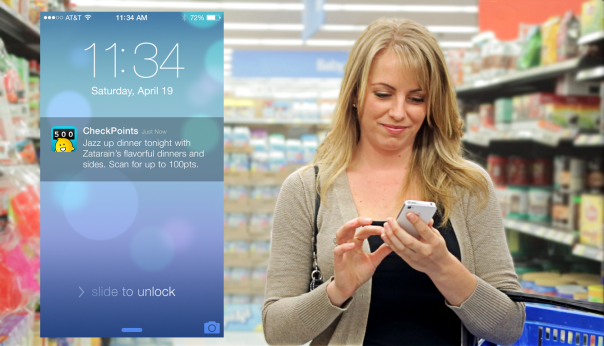 AT&T 11:34 AM 72%
11:34
Saturday, April 19
500
CheckPoints Just Now
Jazz up dinner tonight with
Zatarain's flavorful dinners and
sides. Scan for up to 100pts.
slide to unlock